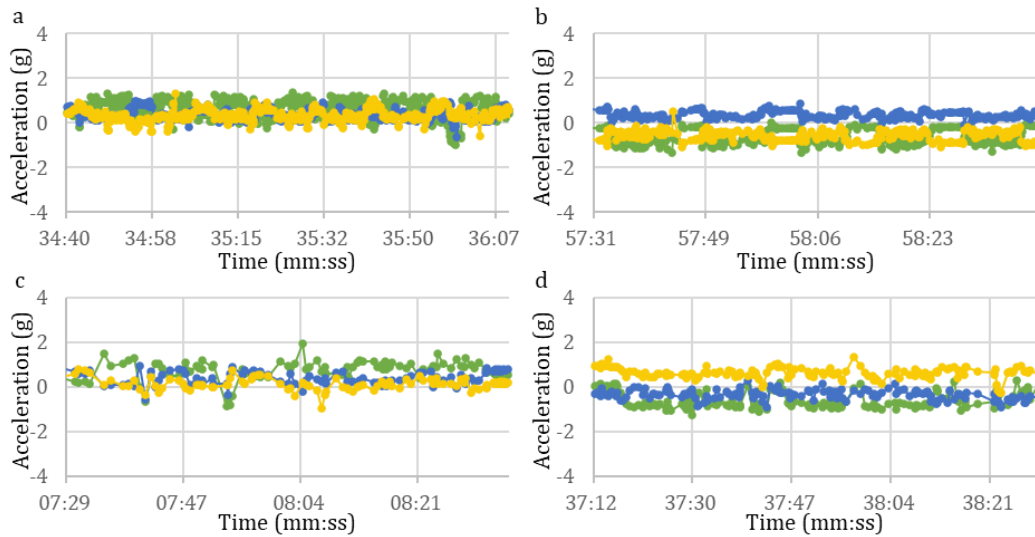 a
Acceleration (g)
4
2
0
-2
-4
34:40 34:58 35:15 35:32 35:50 36:07
Time (mm:ss)
b
Acceleration (g)
4
2
0
-2
-4
57:31 57:49 58:06 58:23
Time (mm:ss)
c
Acceleration (g)
4
2
0
-2
-4
07:29 07:47 08:04 08:21
Time (mm:ss)
d
Acceleration (g)
4
2
0
-2
-4
37:12 37:30 37:47 38:04 38:21
Time (mm:ss)